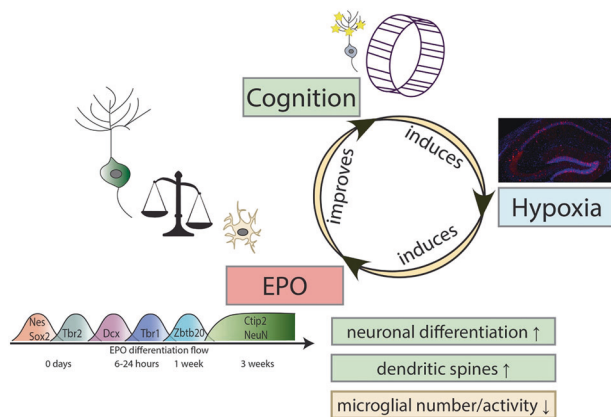 Cognition
induces
improves
Hypoxia
induces
EPO
Nes
Sox2
Tbr2
Dcx
Tbr1
Zbtb20
Ctip2
NeuN
EPO differentiation flow
0 days
6-24 hours
1 week
3 weeks
neuronal differentiation ↑
dendritic spines ↑
microglial number/activity ↓